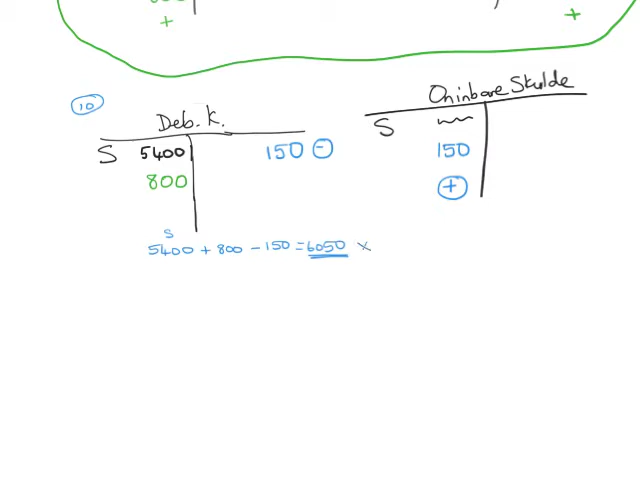 +
+
10
Deb. K.
S 5400 150 -
800
Oninbare Skulde
S
150
+
S
5400 + 800 - 150 = 6050 ×